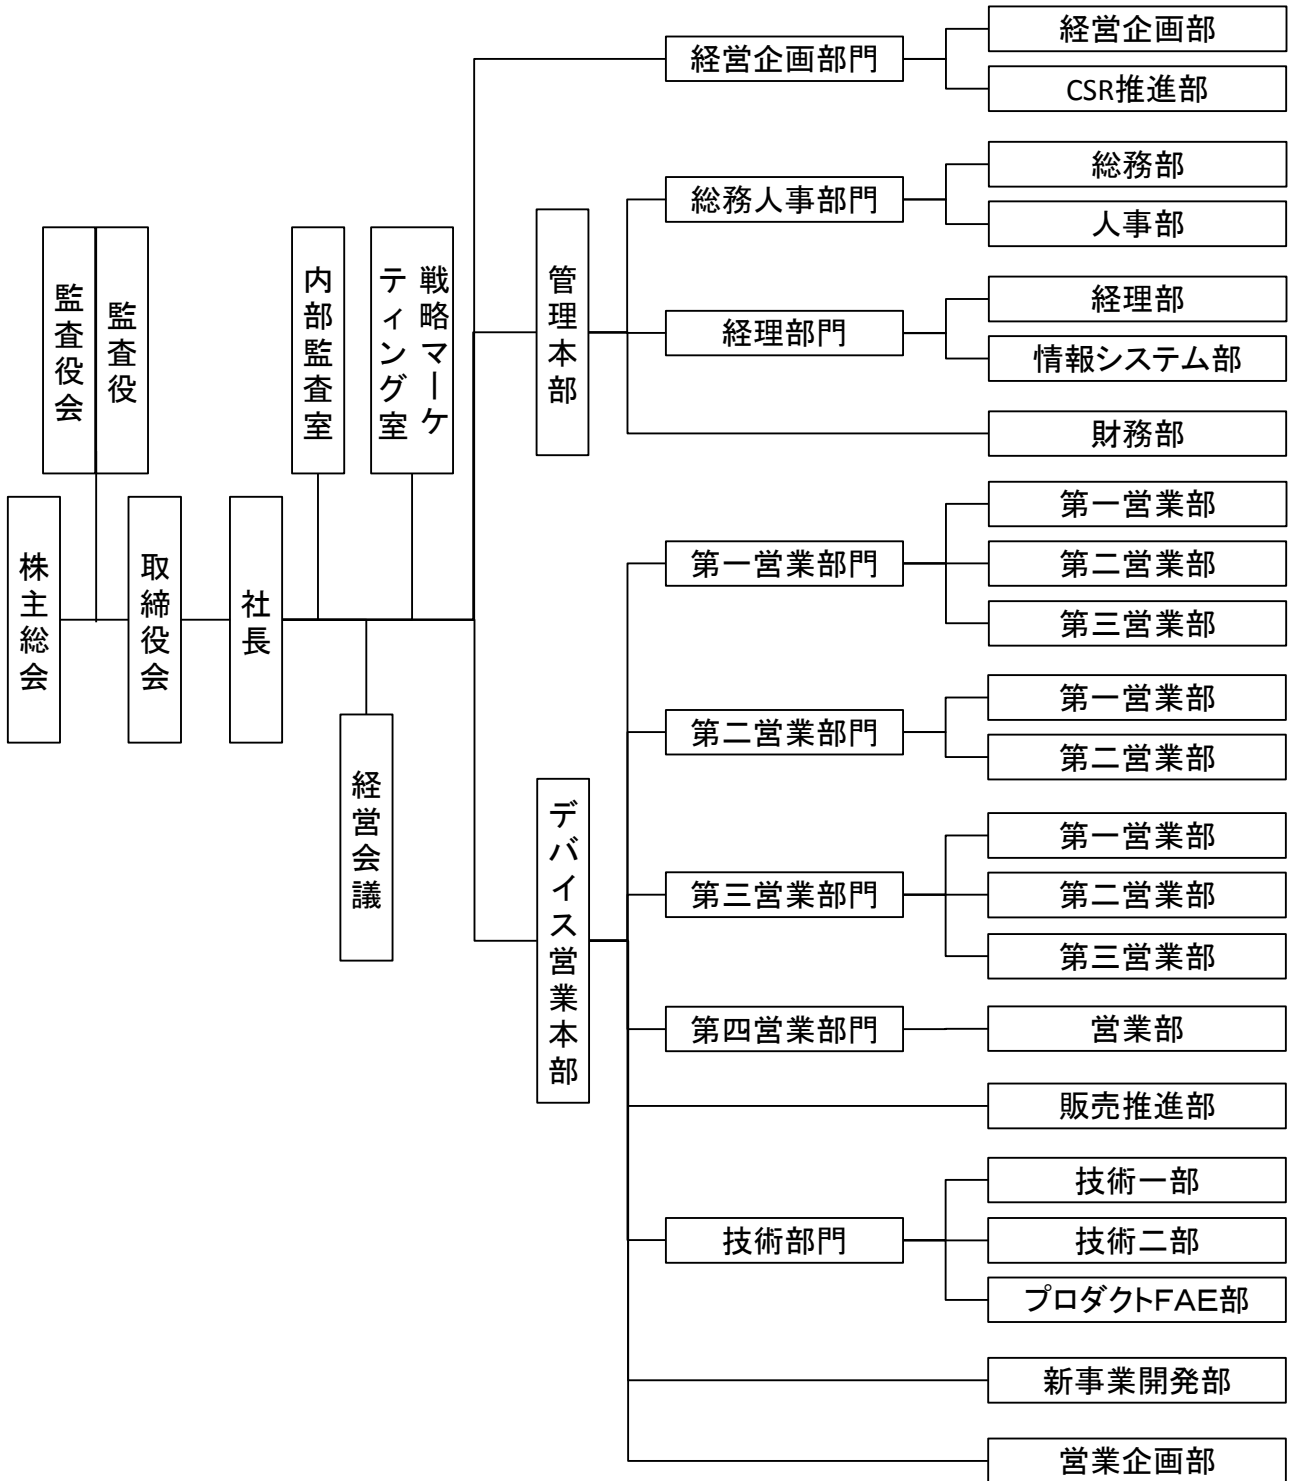 株主総会
監査役会
監査役
取締役会
社長
内部監査室
戦略マーケ
ティング室
経営会議
経営企画部門
経営企画部
CSR推進部
管理本部
総務人事部門
総務部
人事部
経理部門
経理部
情報システム部
財務部
デバイス営業本部
第一営業部門
第一営業部
第二営業部
第三営業部
第二営業部門
第一営業部
第二営業部
第三営業部門
第一営業部
第二営業部
第三営業部
第四営業部門
営業部
販売推進部
技術部門
技術一部
技術二部
プロダクトFAE部
新事業開発部
営業企画部